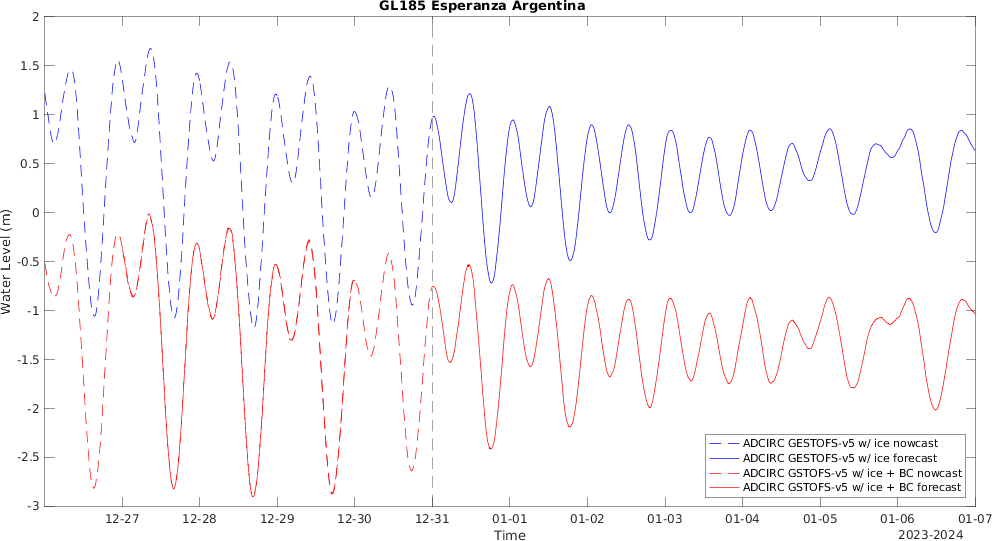 GL185 Esperanza Argentina
2
1.5
1
0.5
0
-0.5
-1
-1.5
-2
-2.5
-3
Water Level (m)
ADCIRC GESTOFS-v5 w/ ice nowcast
ADCIRC GESTOFS-v5 w/ ice forecast
ADCIRC GSTOFS-v5 w/ ice + BC nowcast
ADCIRC GSTOFS-v5 w/ ice + BC forecast
12-27 12-28 12-29 12-30 12-31 01-01 01-02 01-03 01-04 01-05 01-06 01-07
Time
2023-2024